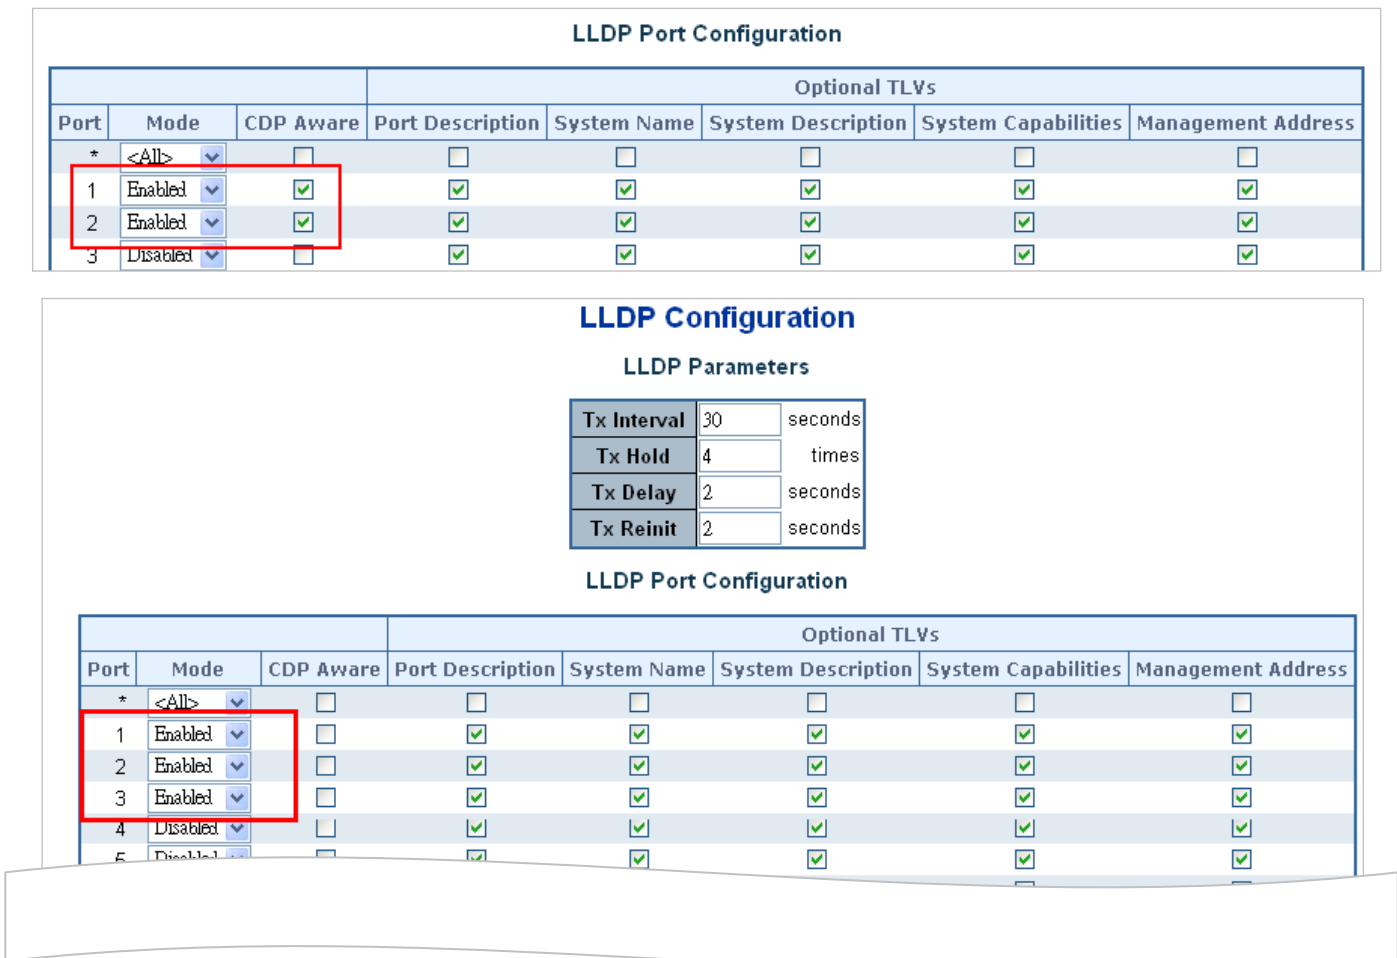 LLDP Port Configuration
Optional TLVs
Port Mode CDP Aware Port Description System Name System Description System Capabilities Management Address
* <All>
1 Enabled
2 Enabled
3 Disabled
LLDP Configuration
LLDP Parameters
Tx Interval 30 seconds
Tx Hold 4 times
Tx Delay 2 seconds
Tx Reinit 2 seconds
LLDP Port Configuration
Optional TLVs
Port Mode CDP Aware Port Description System Name System Description System Capabilities Management Address
* <All>
1 Enabled
2 Enabled
3 Enabled
4 Disabled
5 Disabled